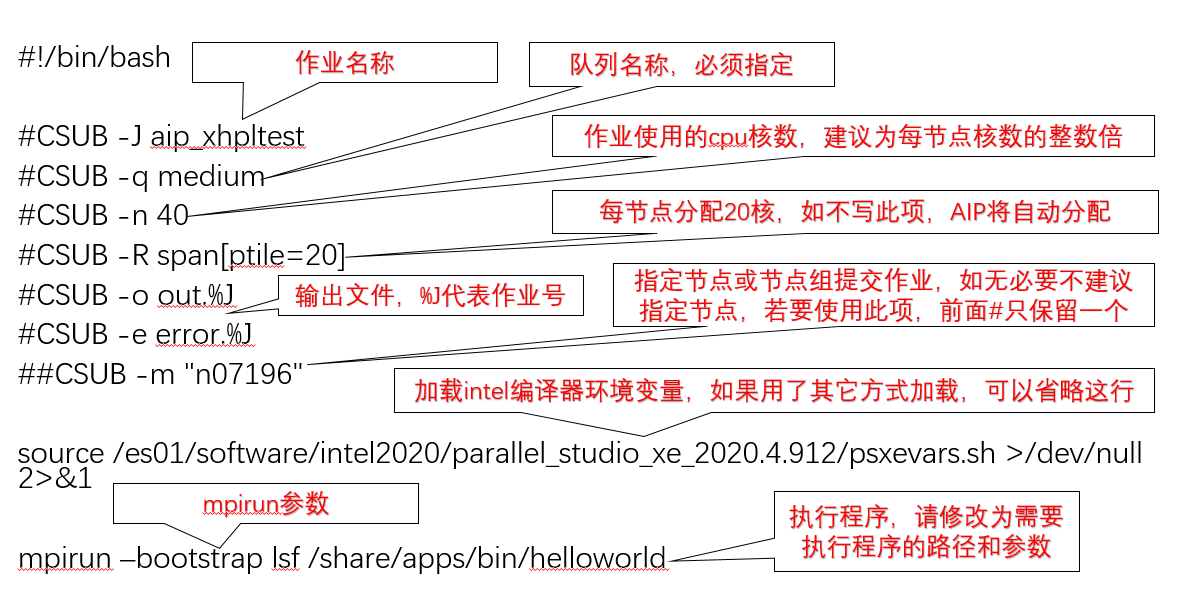 #!/bin/bash
作业名称
队列名称，必须指定
#CSUB -J aip_xhpltest
作业使用的cpu核数，建议为每节点核数的整数倍
#CSUB -q medium
#CSUB -n 40
每节点分配20核，如不写此项，AIP将自动分配
#CSUB -R span[ptile=20]
指定节点或节点组提交作业，如无必要不建议
指定节点，若要使用此项，前面#只保留一个
#CSUB -o out.%J
输出文件，%J代表作业号
#CSUB -e error.%J
##CSUB -m "n07196"
加载intel编译器环境变量，如果用了其它方式加载，可以省略这行
source /es01/software/intel2020/parallel_studio_xe_2020.4.912/psxevars.sh >/dev/null
2>&1
mpirun参数
执行程序，请修改为需要
执行程序的路径和参数
mpirun –bootstrap lsf /share/apps/bin/helloworld